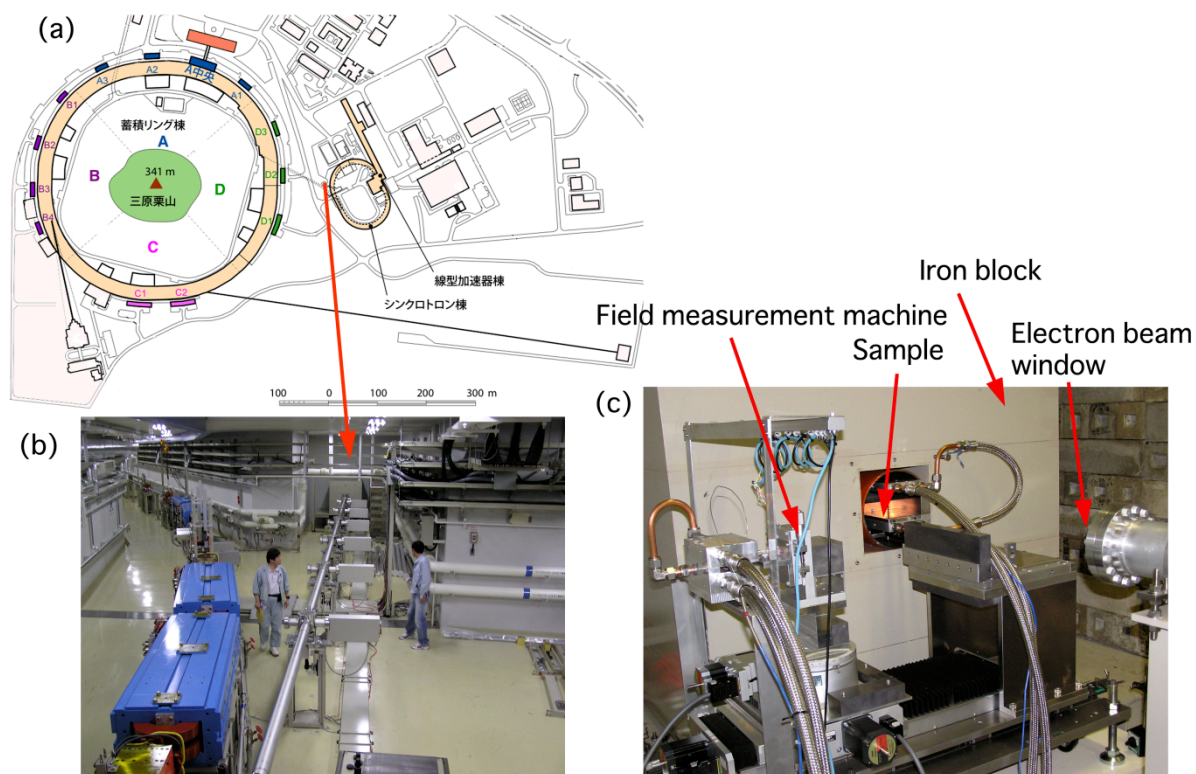 (a)
A3
A2
A中央
A1
B1
D3
B2
蓄積リング棟
A
341 m
B
D
D2
B3
三原栗山
B4
D1
C
線型加速器棟
C1
C2
シンクロトロン棟
100
0
100
200
300 m
Iron block
Field measurement machine
Sample
Electron beam
window
(b)
(c)